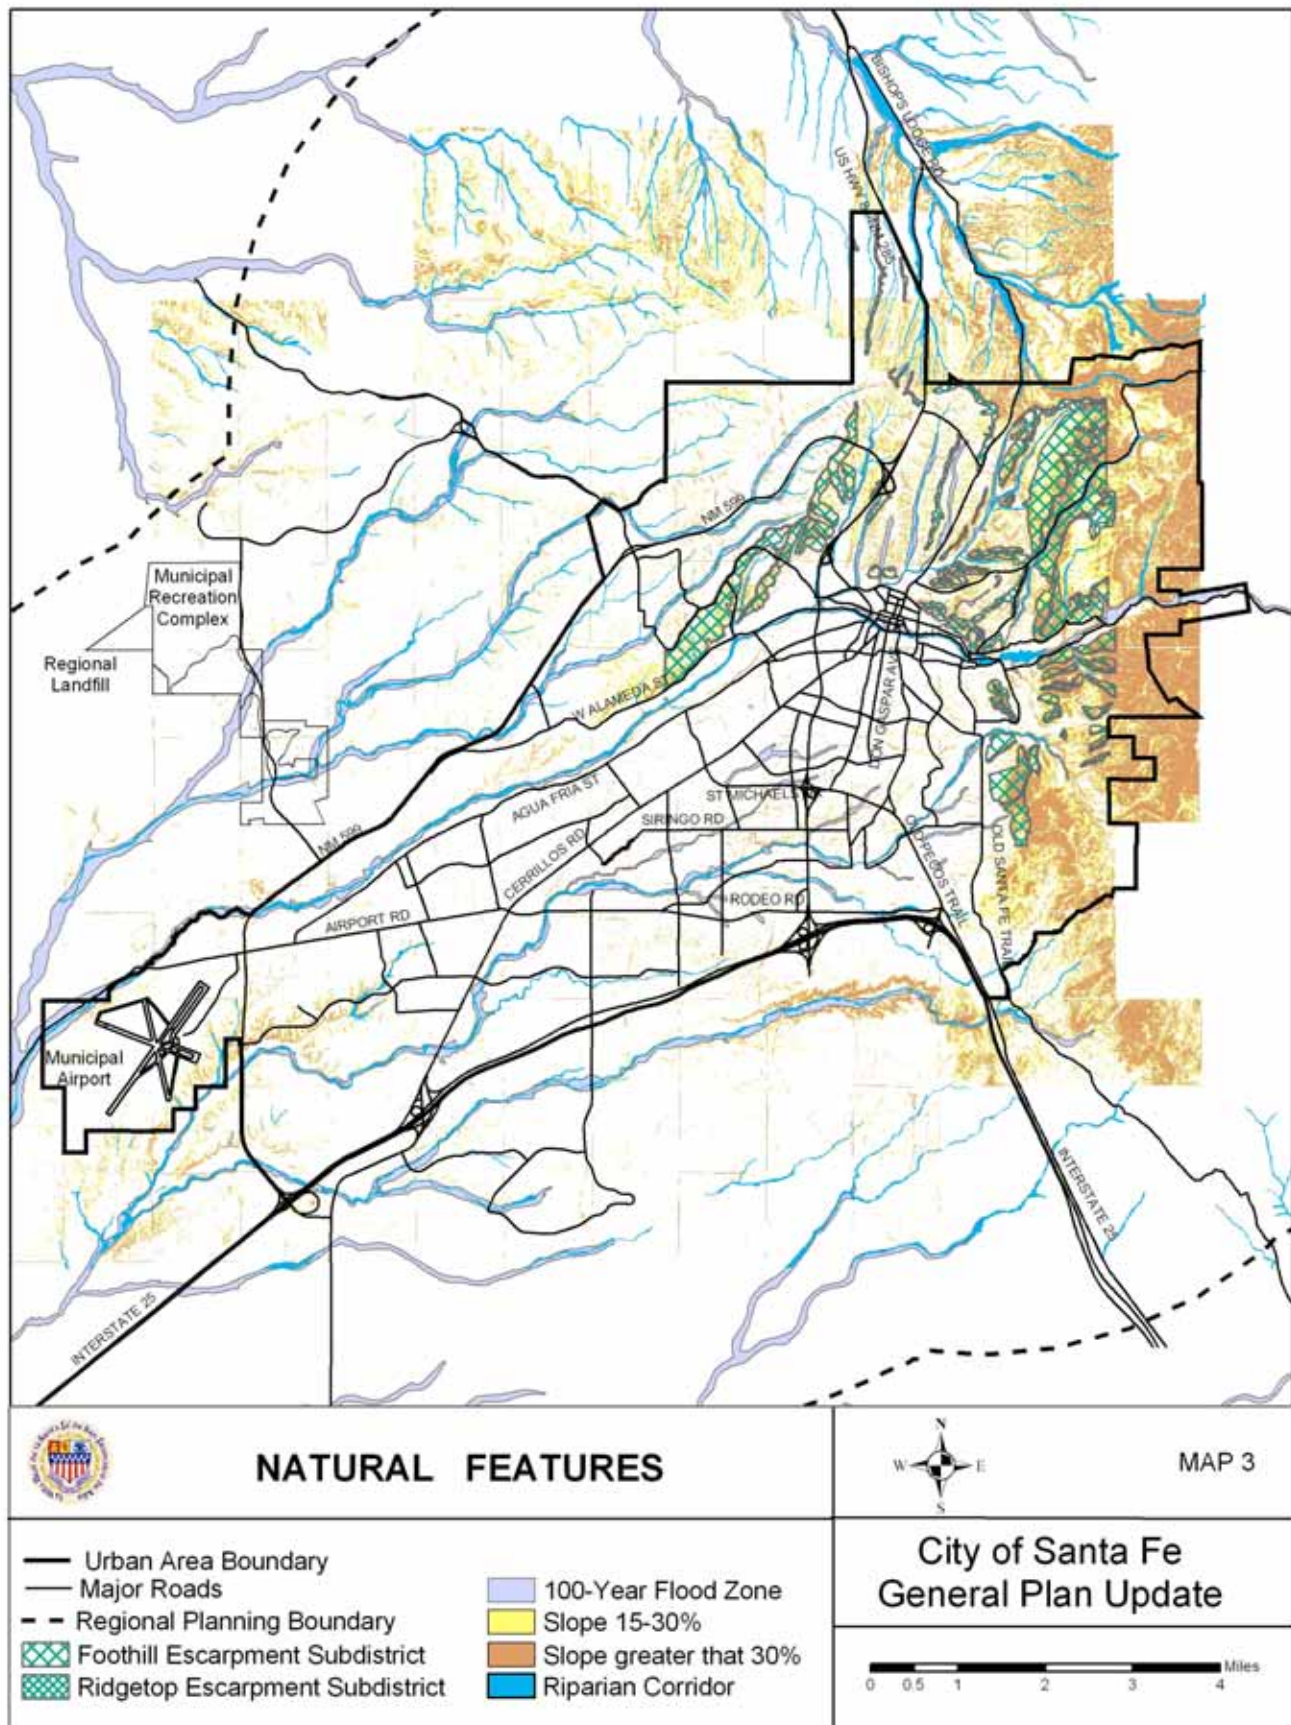 BISHOP'S LODGE RD
US HWY 84/NM 285
NM 599
Municipal
Recreation
Complex
Regional
Landfill
W ALAMEDA ST
DON GASPAR AVE
AGUA FRIA ST
ST MICHAELS
SIRINGO RD
NM 599
CERRILLOS RD
OLD PECOS TRAIL
OLD SANTA FE TRAIL
RODEO RD
AIRPORT RD
Municipal
Airport
INTERSTATE 25
INTERSTATE 25
NATURAL FEATURES
N
W E
S
MAP 3
City of Santa Fe
General Plan Update
Urban Area Boundary
Major Roads
Regional Planning Boundary
Foothill Escarpment Subdistrict
Ridgetop Escarpment Subdistrict
100-Year Flood Zone
Slope 15-30%
Slope greater that 30%
Riparian Corridor
Miles
0 0.5 1 2 3 4